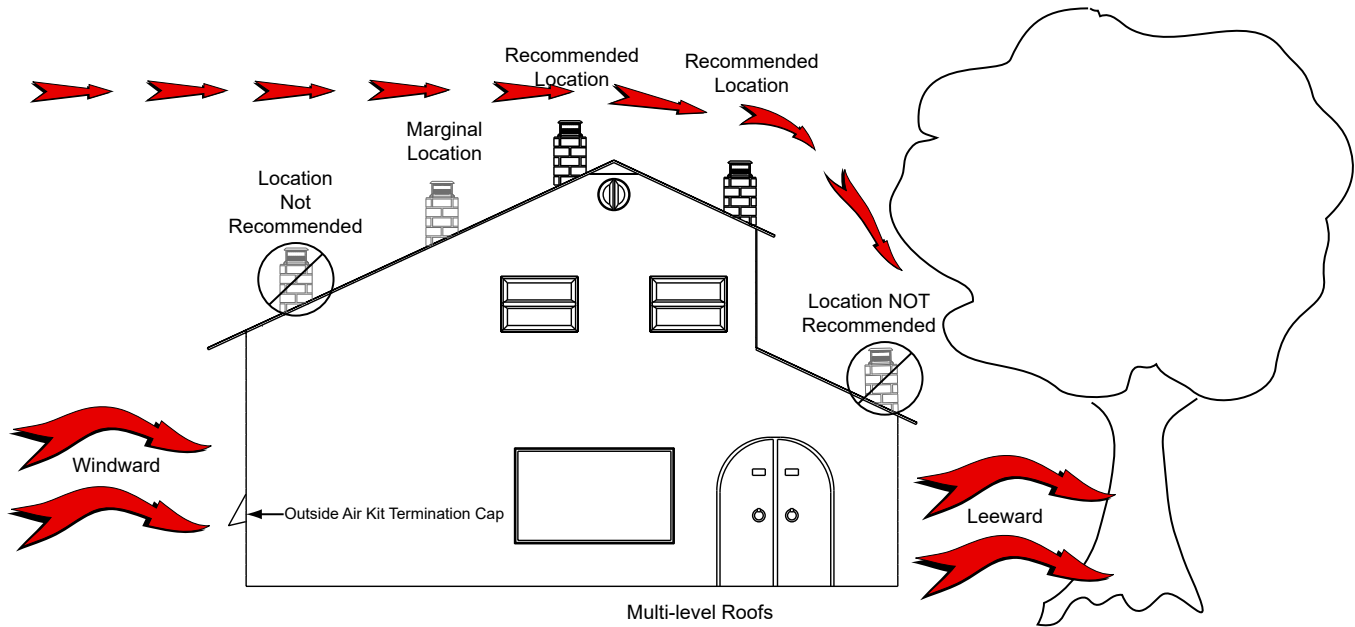 Recommended
Location
Recommended
Location
Marginal
Location
Location
Not
Recommended
Location NOT
Recommended
Windward
Outside Air Kit Termination Cap
Leeward
Multi-level Roofs